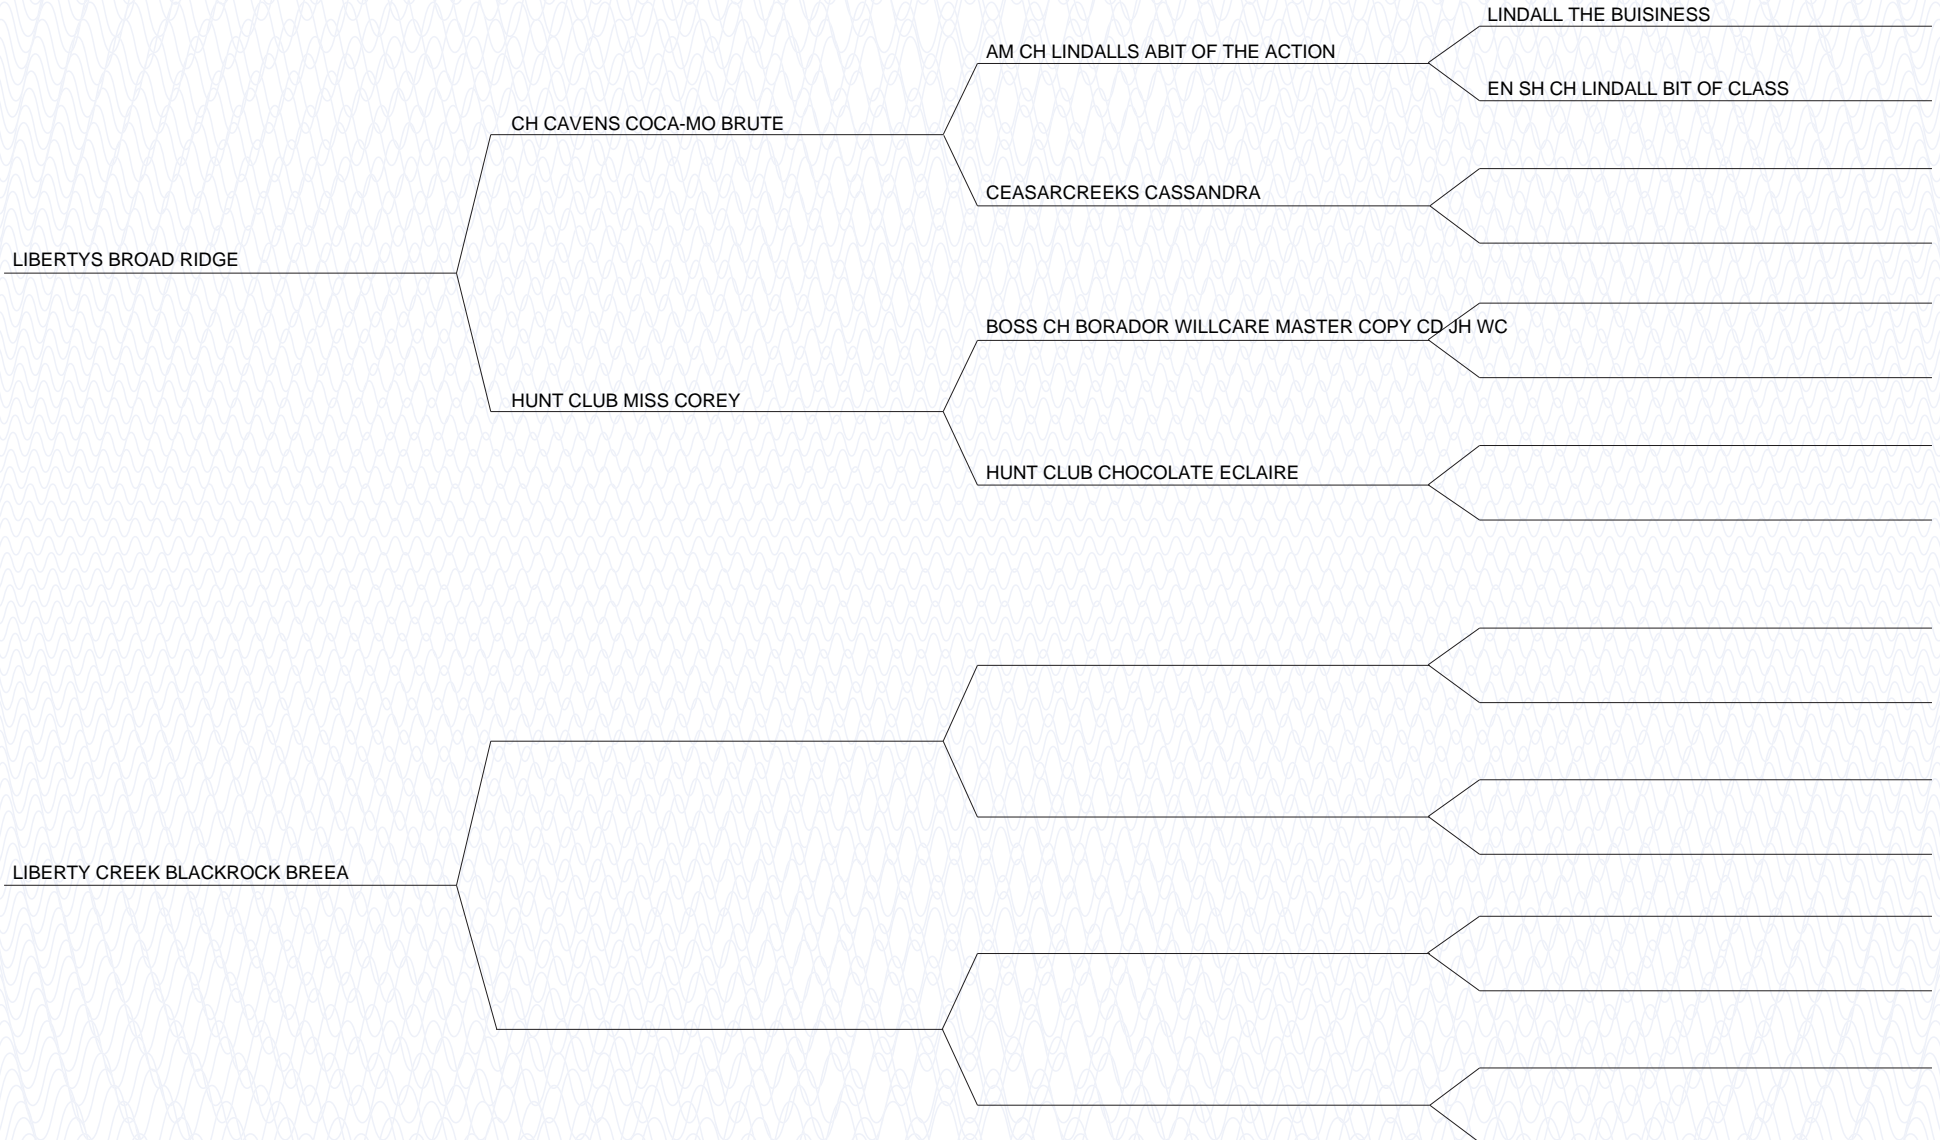 LINDALL THE BUISINESS
AM CH LINDALLS ABIT OF THE ACTION
EN SH CH LINDALL BIT OF CLASS
CH CAVENS COCA-MO BRUTE
CEASARCREEKS CASSANDRA
LIBERTYS BROAD RIDGE
BOSS CH BORADOR WILLCARE MASTER COPY CD JH WC
HUNT CLUB MISS COREY
HUNT CLUB CHOCOLATE ECLAIRE
LIBERTY CREEK BLACKROCK BREEA